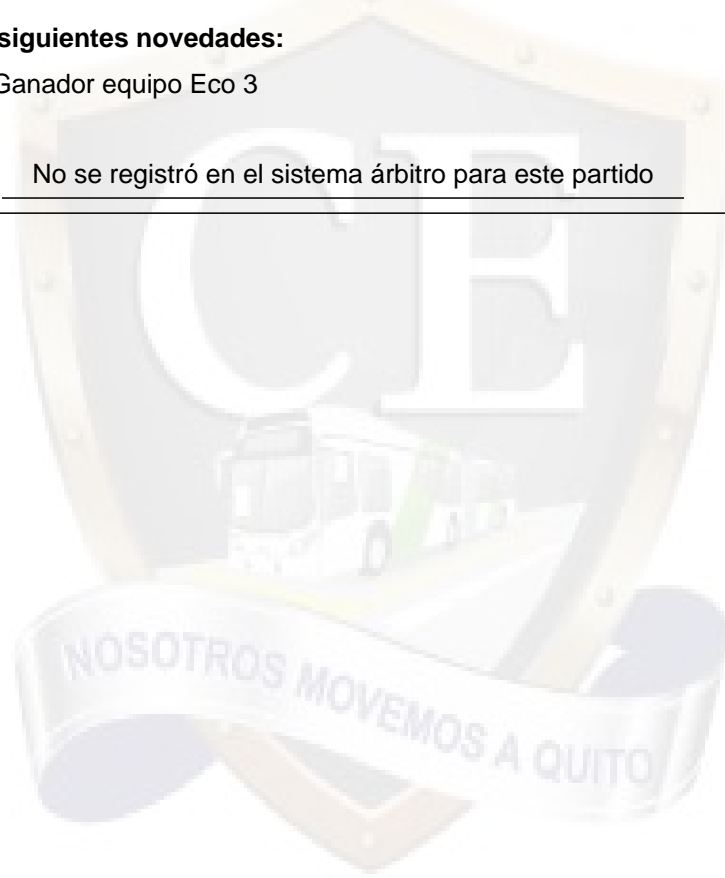 siguientes novedades:
Ganador equipo Eco 3
No se registró en el sistema árbitro para este partido
CE
NOSOTROS MOVEMOS A QUITO